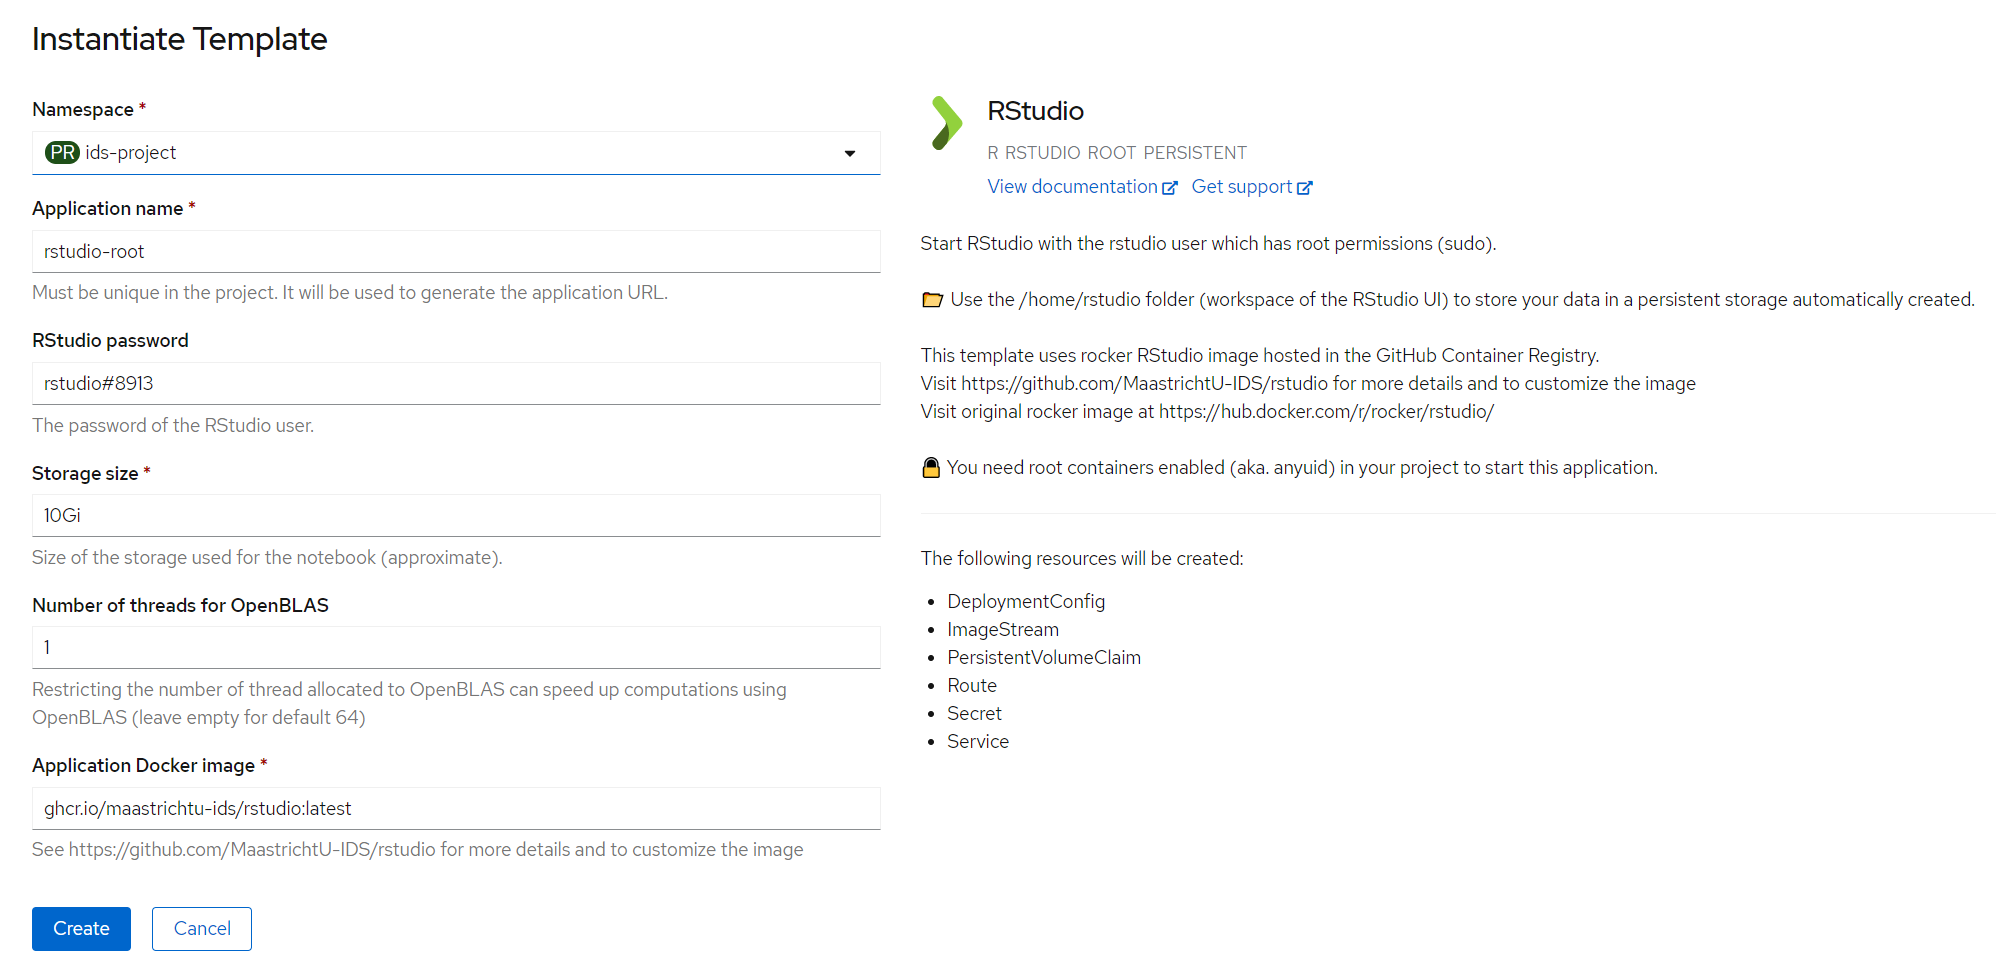 Instantiate Template
Namespace *
PR ids-project
Application name *
rstudio-root
Must be unique in the project. It will be used to generate the application URL.
RStudio password
rstudio#8913
The password of the RStudio user.
Storage size *
10Gi
Size of the storage used for the notebook (approximate).
Number of threads for OpenBLAS
1
Restricting the number of thread allocated to OpenBLAS can speed up computations using
OpenBLAS (leave empty for default 64)
Application Docker image *
ghcr.io/maastrichtu-ids/rstudio:latest
See https://github.com/MaastrichtU-IDS/rstudio for more details and to customize the image
Create
Cancel
RStudio
R RSTUDIO ROOT PERSISTENT
View documentation Get support
Start RStudio with the rstudio user which has root permissions (sudo).
📂 Use the /home/rstudio folder (workspace of the RStudio UI) to store your data in a persistent storage automatically created.
This template uses rocker RStudio image hosted in the GitHub Container Registry.
Visit https://github.com/MaastrichtU-IDS/rstudio for more details and to customize the image
Visit original rocker image at https://hub.docker.com/r/rocker/rstudio/
🔒 You need root containers enabled (aka. anyuid) in your project to start this application.
The following resources will be created:
• DeploymentConfig
• ImageStream
• PersistentVolumeClaim
• Route
• Secret
• Service